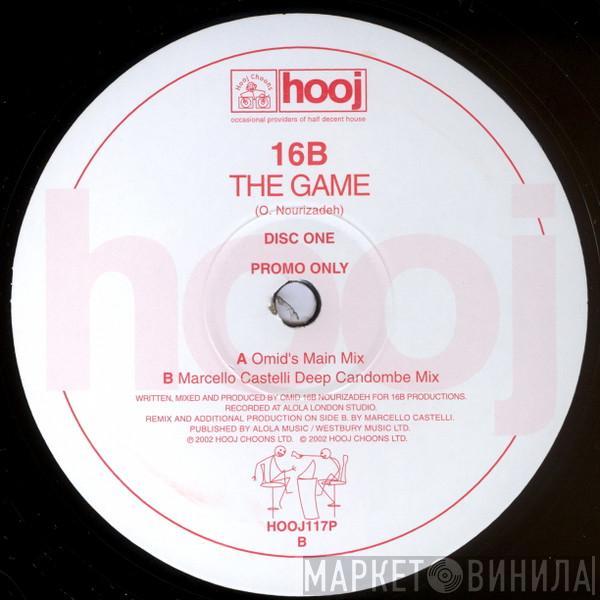 Hooj Choons
hooj
occasional providers of half decent house
16B
THE GAME
(O. Nourizadeh)
DISC ONE
PROMO ONLY
hooj
A Omid's Main Mix
B Marcello Castelli Deep Candombe Mix
WRITTEN, MIXED AND PRODUCED BY OMID 16B NOURIZADEH FOR 16B PRODUCTIONS.
RECORDED AT ALOLA LONDON STUDIO.
REMIX AND ADDITIONAL PRODUCTION ON SIDE B. BY MARCELLO CASTELLI.
PUBLISHED BY ALOLA MUSIC / WESTBURY MUSIC LTD.
℗ 2002 HOOJ CHOONS LTD. © 2002 HOOJ CHOONS LTD.
HOOJ117P
B
МАРКЕТ ВИНИЛА